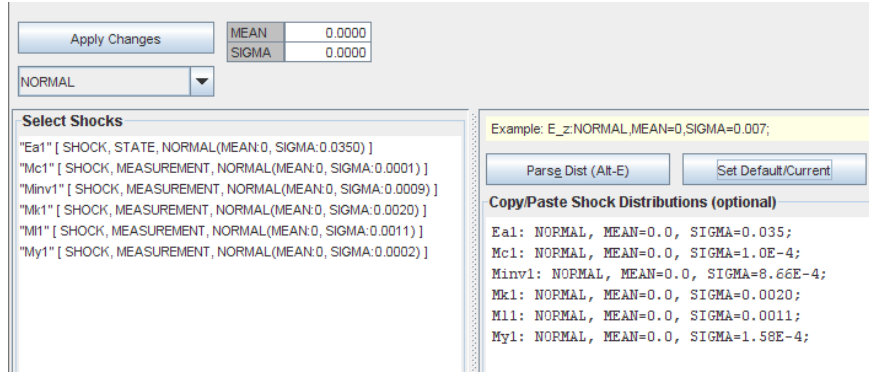 Apply Changes
MEAN 0.0000
SIGMA 0.0000
NORMAL
Select Shocks
"Ea1" [ SHOCK, STATE, NORMAL(MEAN:0, SIGMA:0.0350) ]
"Mc1" [ SHOCK, MEASUREMENT, NORMAL(MEAN:0, SIGMA:0.0001) ]
"Minv1" [ SHOCK, MEASUREMENT, NORMAL(MEAN:0, SIGMA:0.0009) ]
"Mk1" [ SHOCK, MEASUREMENT, NORMAL(MEAN:0, SIGMA:0.0020) ]
"Ml1" [ SHOCK, MEASUREMENT, NORMAL(MEAN:0, SIGMA:0.0011) ]
"My1" [ SHOCK, MEASUREMENT, NORMAL(MEAN:0, SIGMA:0.0002) ]
Example: E_z:NORMAL,MEAN=0,SIGMA=0.007;
Parse Dist (Alt-E)
Set Default/Current
Copy/Paste Shock Distributions (optional)
Ea1: NORMAL, MEAN=0.0, SIGMA=0.035;
Mc1: NORMAL, MEAN=0.0, SIGMA=1.0E-4;
Minv1: NORMAL, MEAN=0.0, SIGMA=8.66E-4;
Mk1: NORMAL, MEAN=0.0, SIGMA=0.0020;
Ml1: NORMAL, MEAN=0.0, SIGMA=0.0011;
My1: NORMAL, MEAN=0.0, SIGMA=1.58E-4;